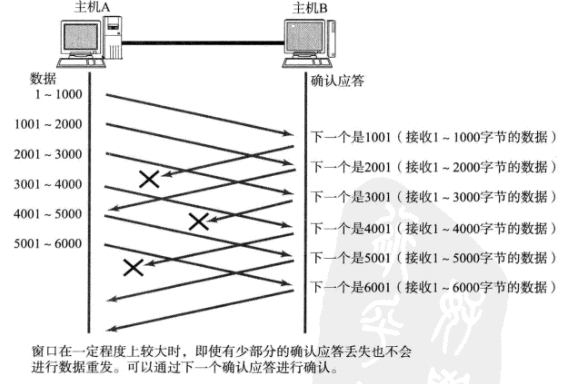 主机A
主机B
数据
确认应答
1～1000
1001～2000
2001～3000
3001～4000
4001～5000
5001～6000
下一个是1001（接收1～1000字节的数据）
下一个是2001（接收1～2000字节的数据）
下一个是3001（接收1～3000字节的数据）
下一个是4001（接收1～4000字节的数据）
下一个是5001（接收1～5000字节的数据）
下一个是6001（接收1～6000字节的数据）
窗口在一定程度上较大时，即使有少部分的确认应答丢失也不会
进行数据重发。可以通过下一个确认应答进行确认。